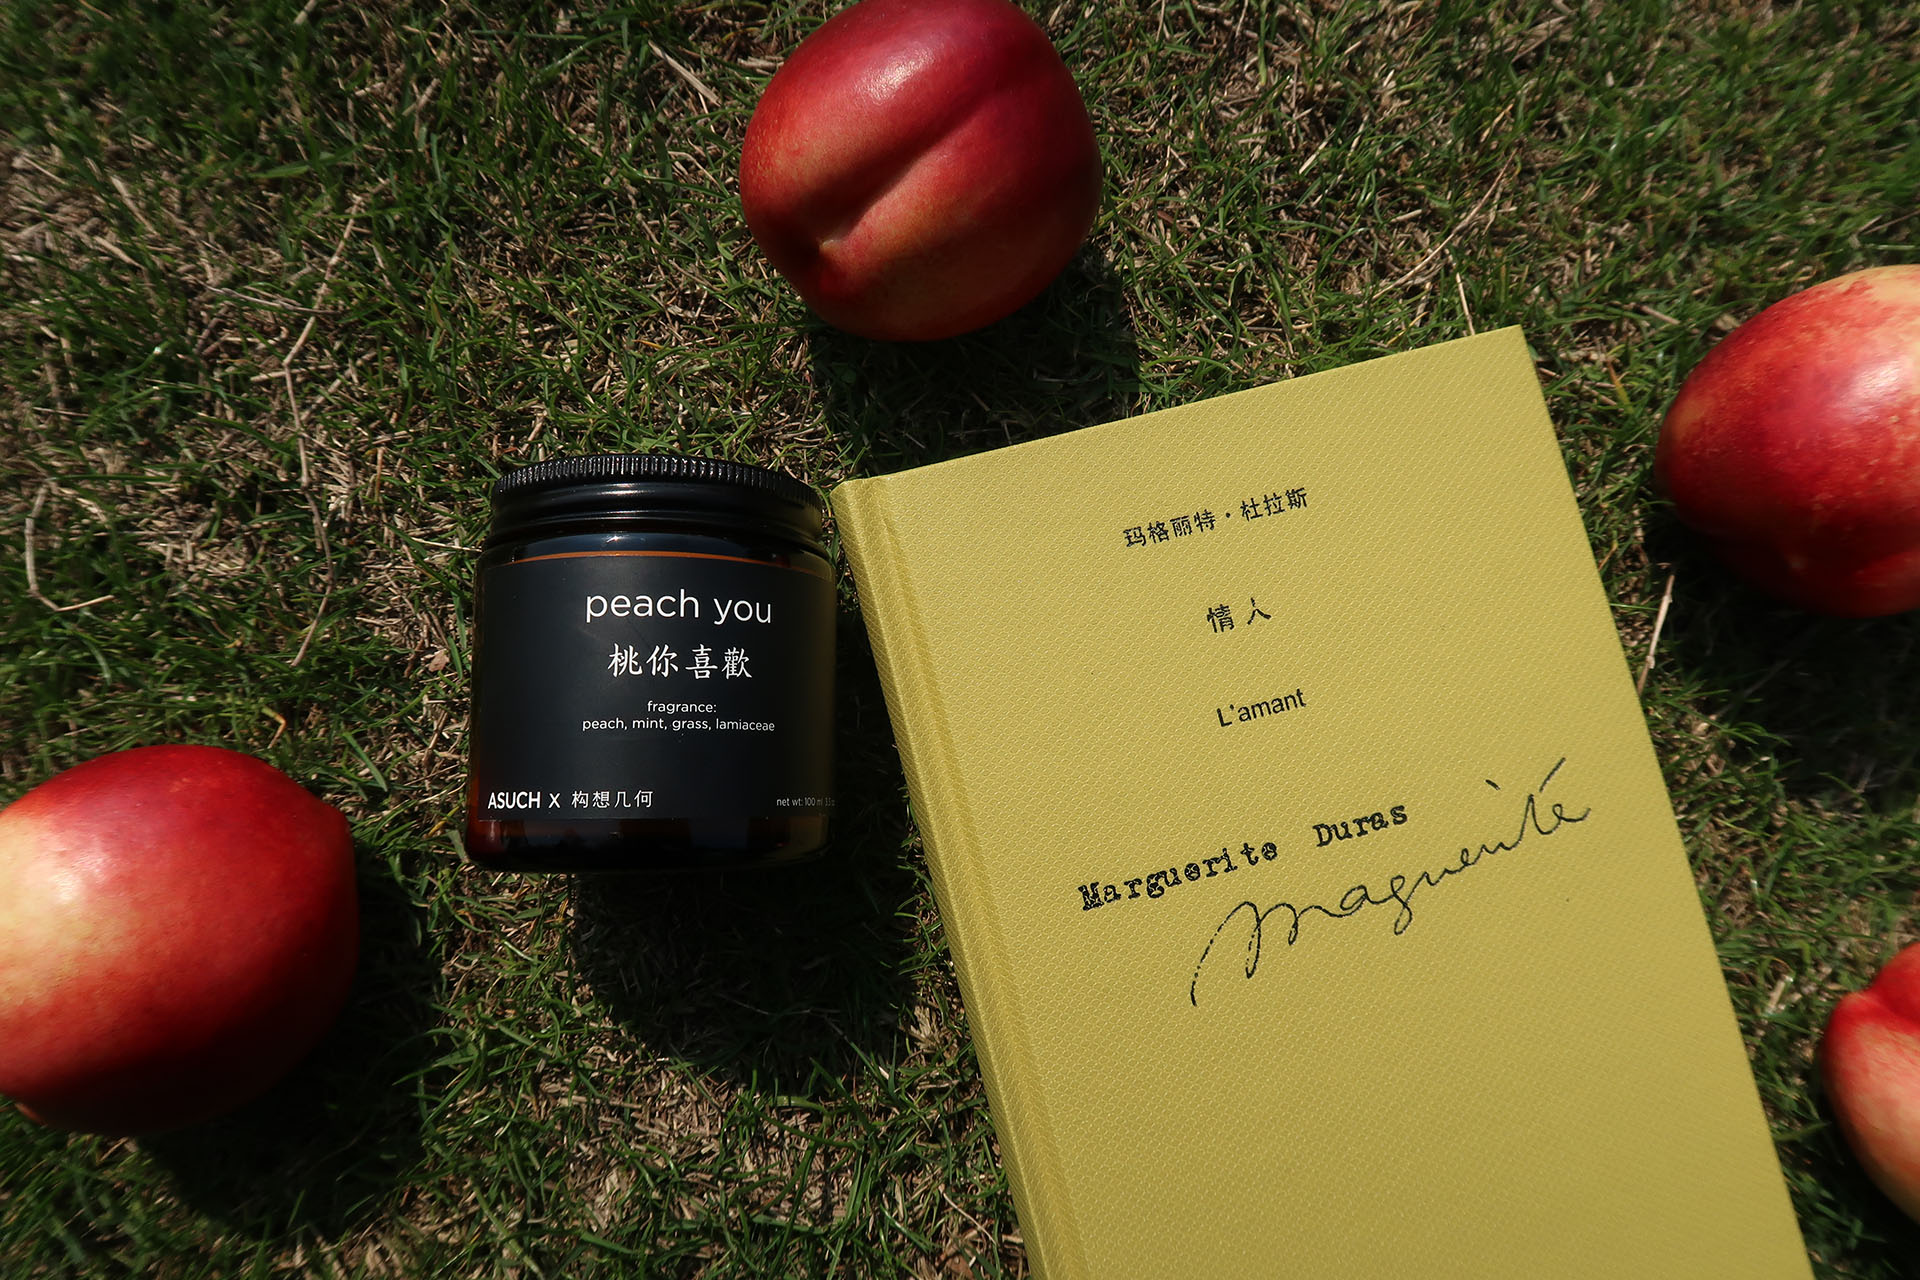 peach you
桃你喜歡
fragrance:
peach, mint, grass, lamiaceae
ASUCH X 构想几何
net wt: 100 ml
玛格丽特·杜拉斯
情人
L'amant
Marguerite Duras
Marguerite